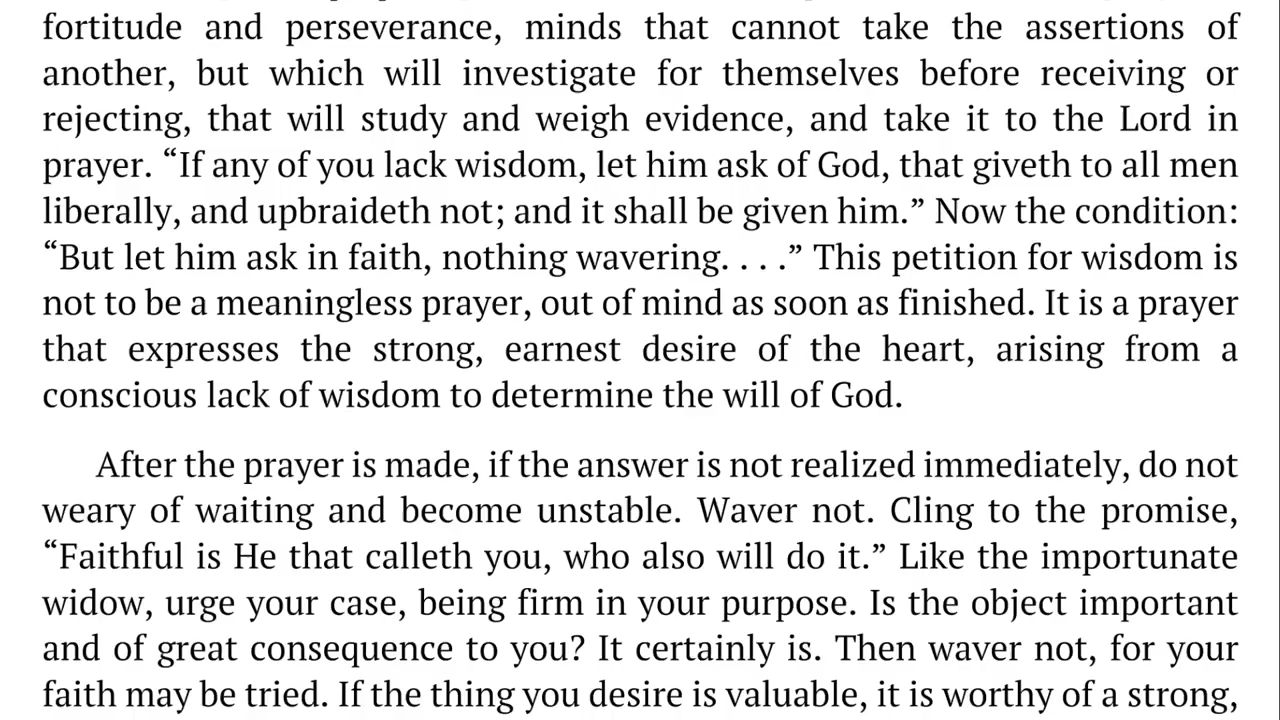 fortitude and perseverance, minds that cannot take the assertions of
another, but which will investigate for themselves before receiving or
rejecting, that will study and weigh evidence, and take it to the Lord in
prayer. “If any of you lack wisdom, let him ask of God, that giveth to all men
liberally, and upbraideth not; and it shall be given him.” Now the condition:
“But let him ask in faith, nothing wavering. . . .” This petition for wisdom is
not to be a meaningless prayer, out of mind as soon as finished. It is a prayer
that expresses the strong, earnest desire of the heart, arising from a
conscious lack of wisdom to determine the will of God.
After the prayer is made, if the answer is not realized immediately, do not
weary of waiting and become unstable. Waver not. Cling to the promise,
“Faithful is He that calleth you, who also will do it.” Like the importunate
widow, urge your case, being firm in your purpose. Is the object important
and of great consequence to you? It certainly is. Then waver not, for your
faith may be tried. If the thing you desire is valuable, it is worthy of a strong,